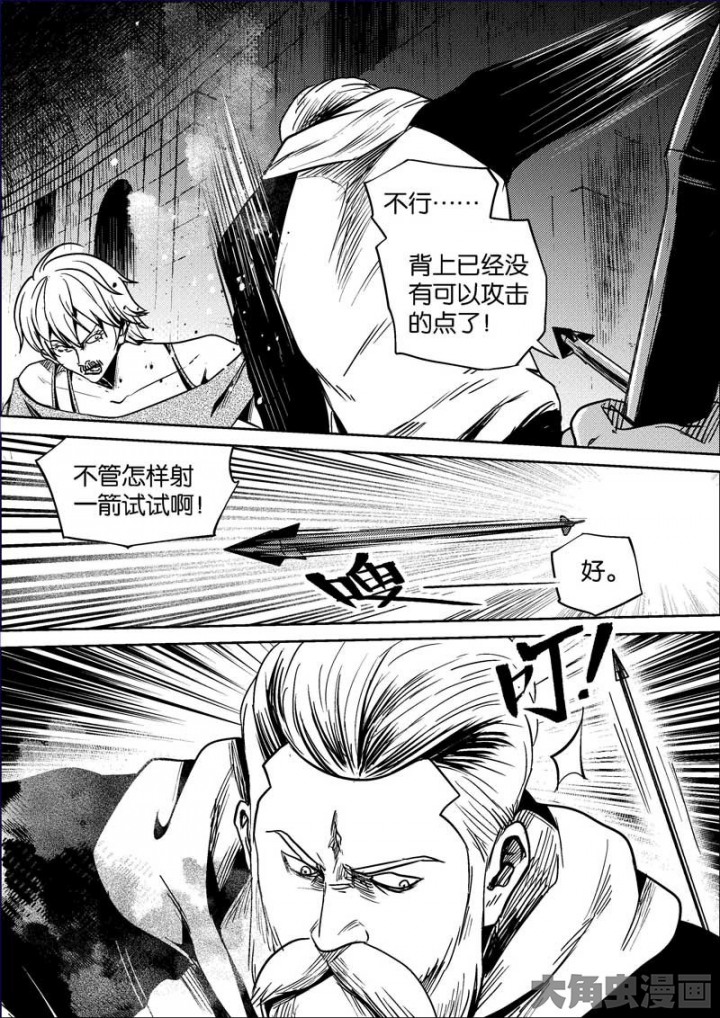 不行……
背上已经没
有可以攻击
的点了！
不管怎样射
一箭试试啊！
好。
嗖
叮！
大角虫漫画